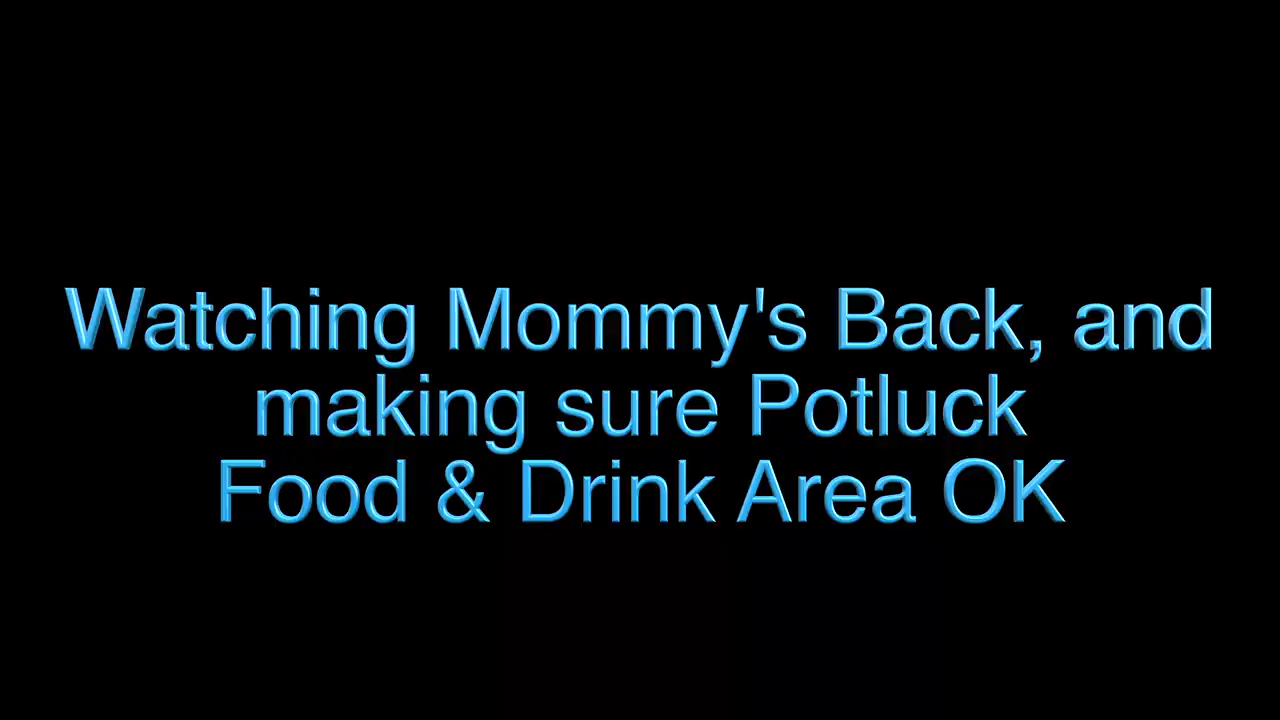 Watching Mommy's Back, and
making sure Potluck
Food & Drink Area OK